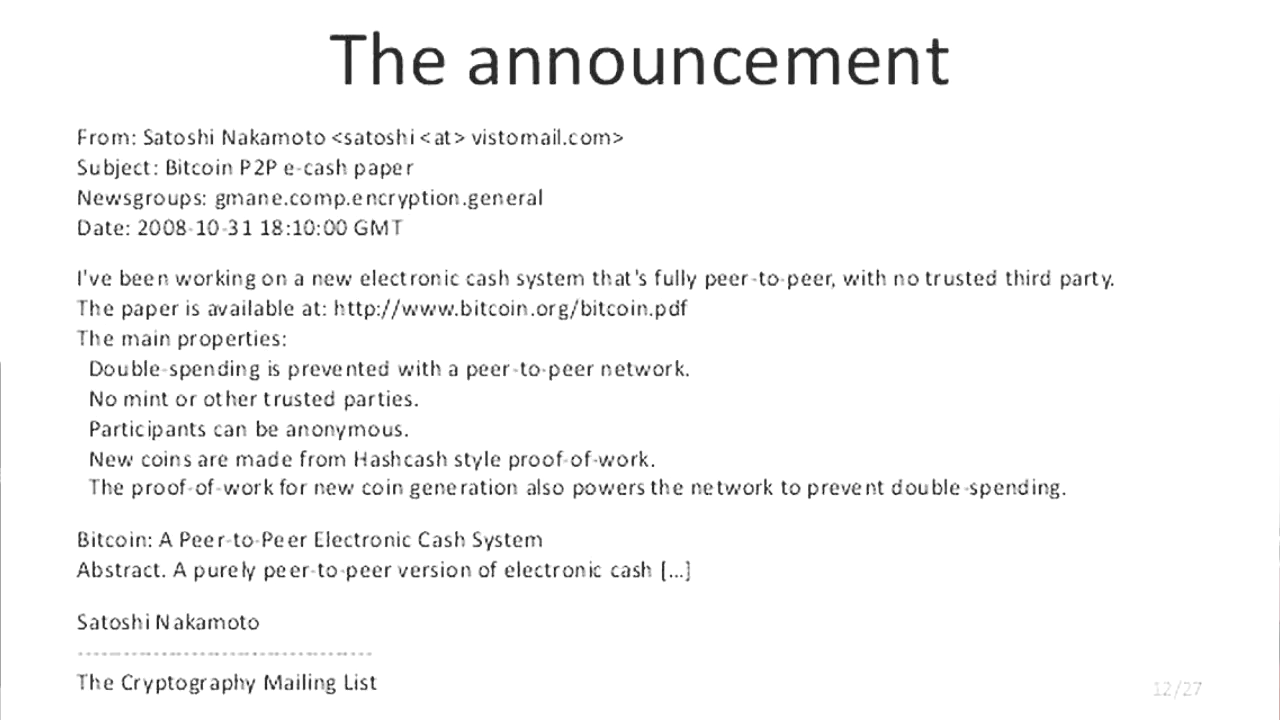 The announcement
From: Satoshi Nakamoto <satoshi <at> vistomail.com>
Subject: Bitcoin P2P e-cash paper
Newsgroups: gmane.comp.encryption.general
Date: 2008-10-31 18:10:00 GMT
I've been working on a new electronic cash system that's fully peer-to-peer, with no trusted third party.
The paper is available at: http://www.bitcoin.org/bitcoin.pdf
The main properties:
Double-spending is prevented with a peer-to-peer network.
No mint or other trusted parties.
Participants can be anonymous.
New coins are made from Hashcash style proof-of-work.
The proof-of-work for new coin generation also powers the network to prevent double-spending.
Bitcoin: A Peer-to-Peer Electronic Cash System
Abstract. A purely peer-to-peer version of electronic cash [...]
Satoshi Nakamoto
---------------------------------------
The Cryptography Mailing List
12/27